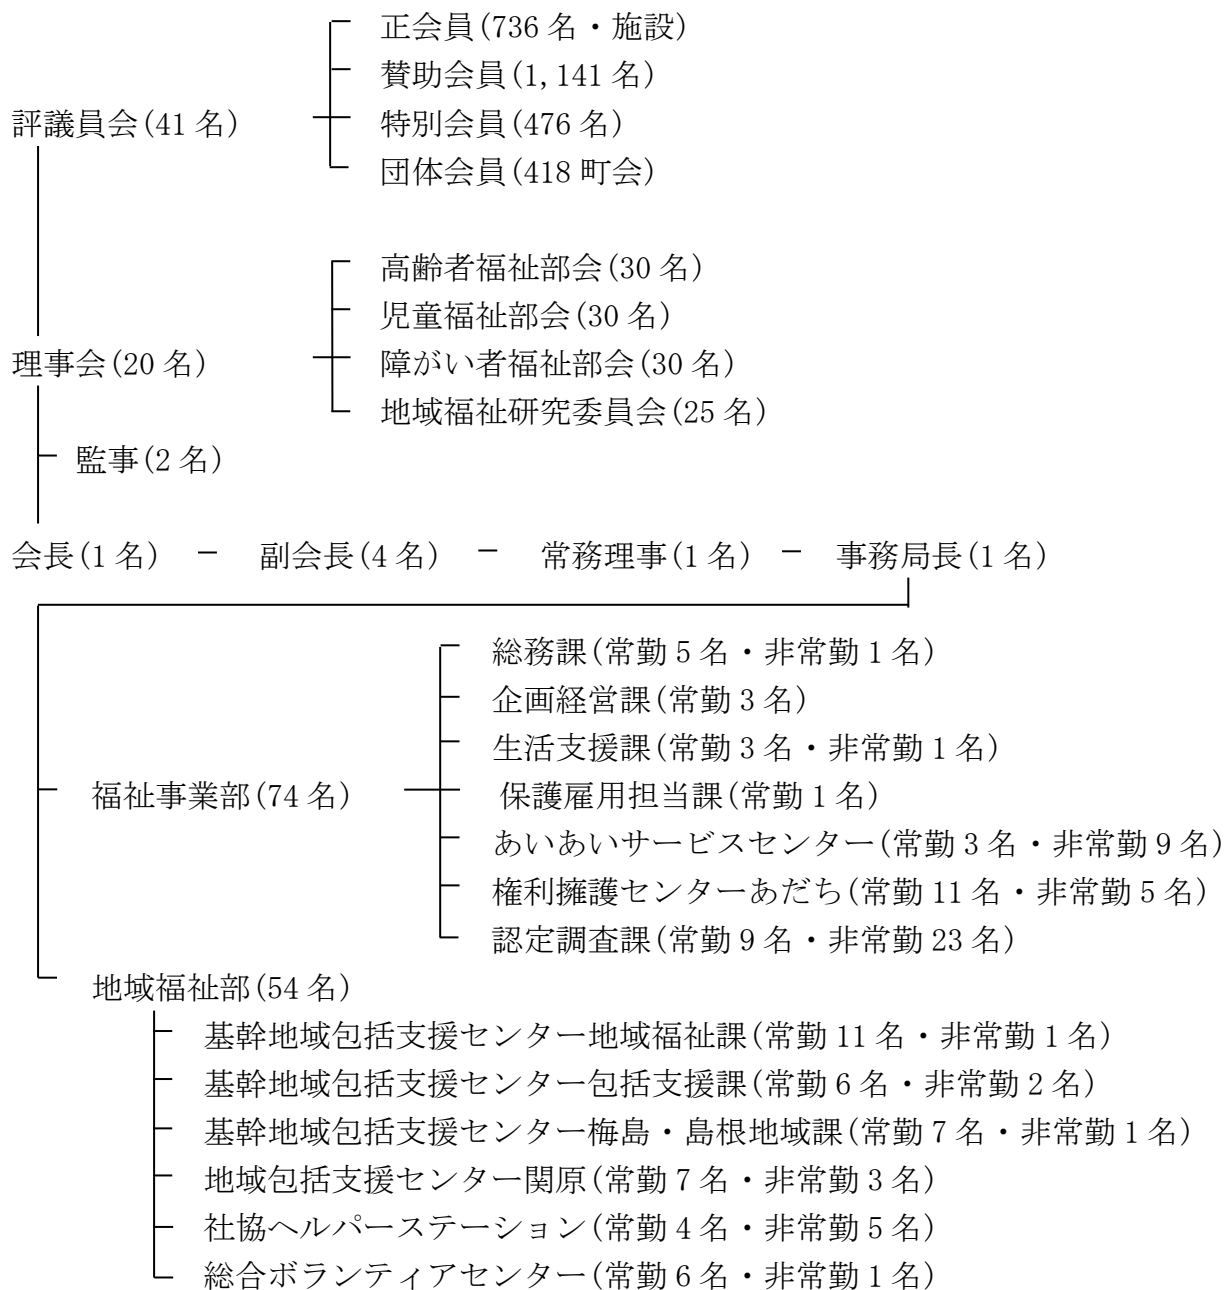 正会員(736名・施設)
賛助会員(1,141名)
評議員会(41名) 特別会員(476名)
団体会員(418町会)
高齢者福祉部会(30名)
児童福祉部会(30名)
理事会(20名) 障がい者福祉部会(30名)
地域福祉研究委員会(25名)
監事(2名)
会長(1名) － 副会長(4名) － 常務理事(1名) － 事務局長(1名)
総務課(常勤5名・非常勤1名)
企画経営課(常勤3名)
生活支援課(常勤3名・非常勤1名)
福祉事業部(74名) 保護雇用担当課(常勤1名)
あいあいサービスセンター(常勤3名・非常勤9名)
権利擁護センターあだち(常勤11名・非常勤5名)
認定調査課(常勤9名・非常勤23名)
地域福祉部(54名)
基幹地域包括支援センター地域福祉課(常勤11名・非常勤1名)
基幹地域包括支援センター包括支援課(常勤6名・非常勤2名)
基幹地域包括支援センター梅島・島根地域課(常勤7名・非常勤1名)
地域包括支援センター関原(常勤7名・非常勤3名)
社協ヘルパーステーション(常勤4名・非常勤5名)
総合ボランティアセンター(常勤6名・非常勤1名)